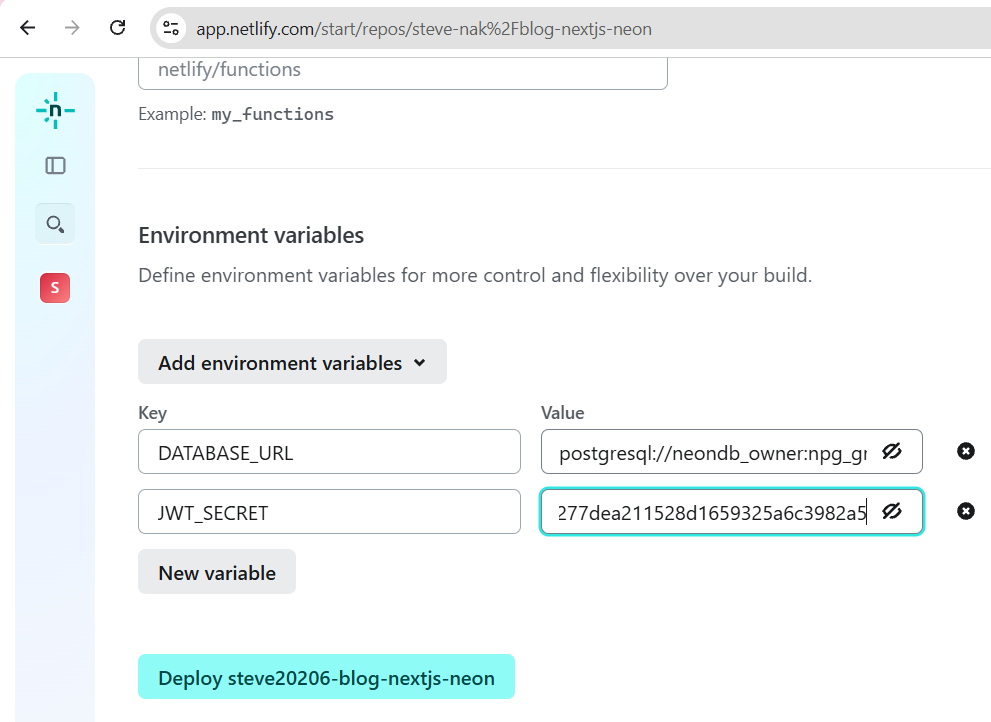 app.netlify.com/start/repos/steve-nak%2Fblog-nextjs-neon
netlify/functions
Example: my_functions
n
S
Environment variables
Define environment variables for more control and flexibility over your build.
Add environment variables
Key Value
DATABASE_URL postgresql://neondb_owner:npg_gr
JWT_SECRET 277dea211528d1659325a6c3982a5
New variable
Deploy steve20206-blog-nextjs-neon